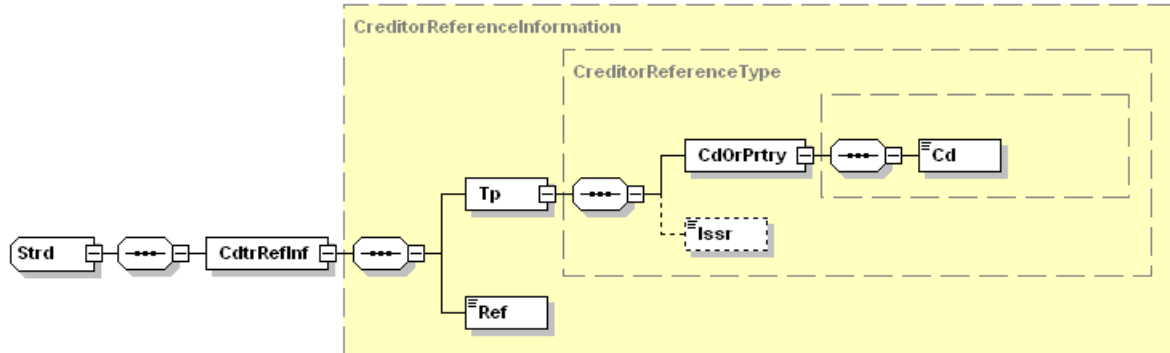 CreditorReferenceInformation
CreditorReferenceType
CdOrPrtry
Cd
Tp
Issr
Strd
CdtrRefInf
Ref